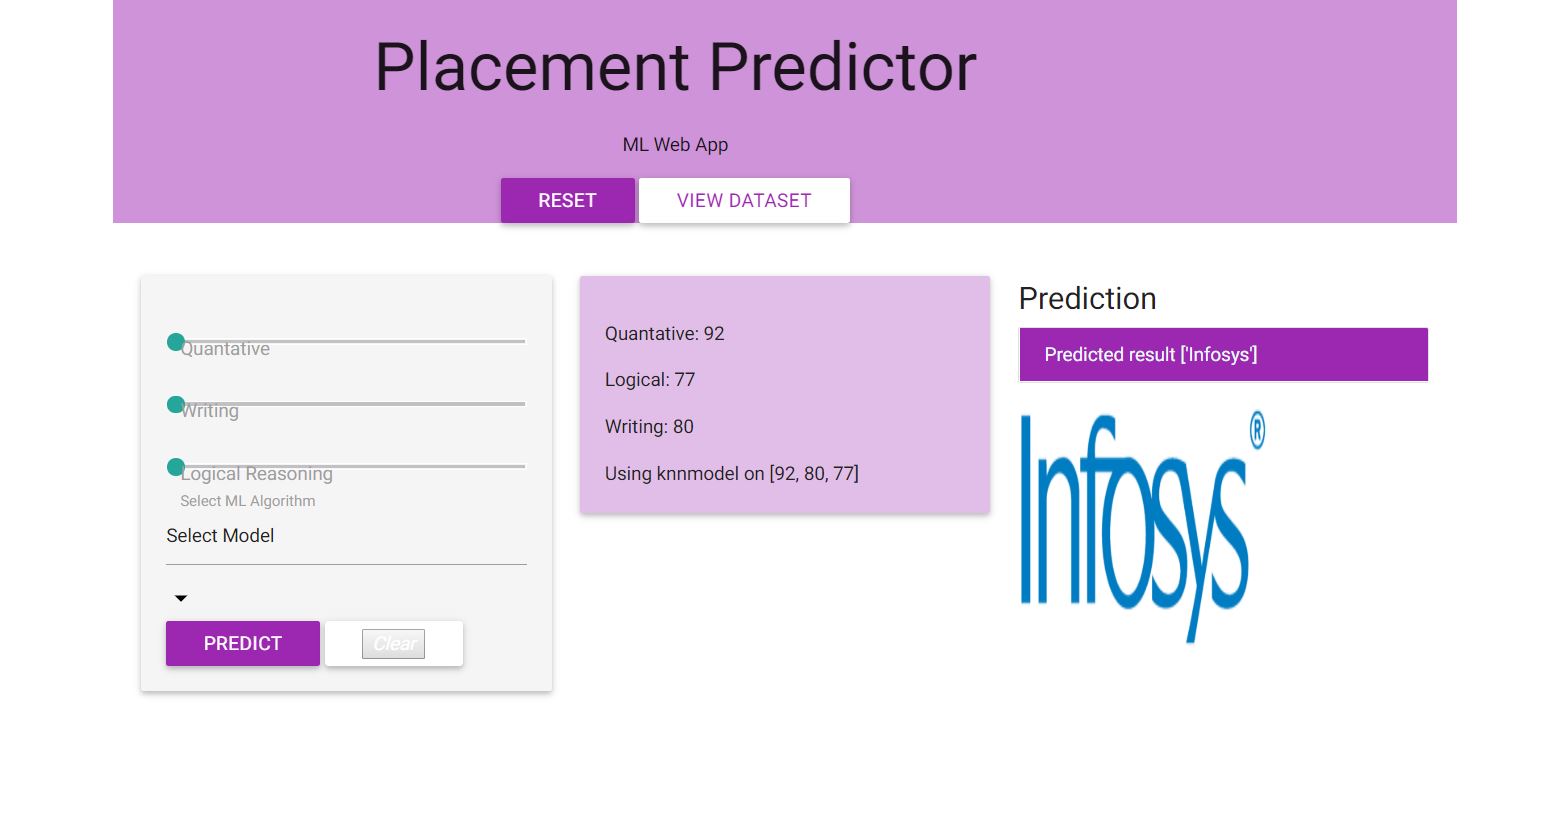 Placement Predictor
ML Web App
RESET
VIEW DATASET
Quantative
Writing
Logical Reasoning
Select ML Algorithm
Select Model
PREDICT
Clear
Quantative: 92
Logical: 77
Writing: 80
Using knnmodel on [92, 80, 77]
Prediction
Predicted result ['Infosys']
Infosys®